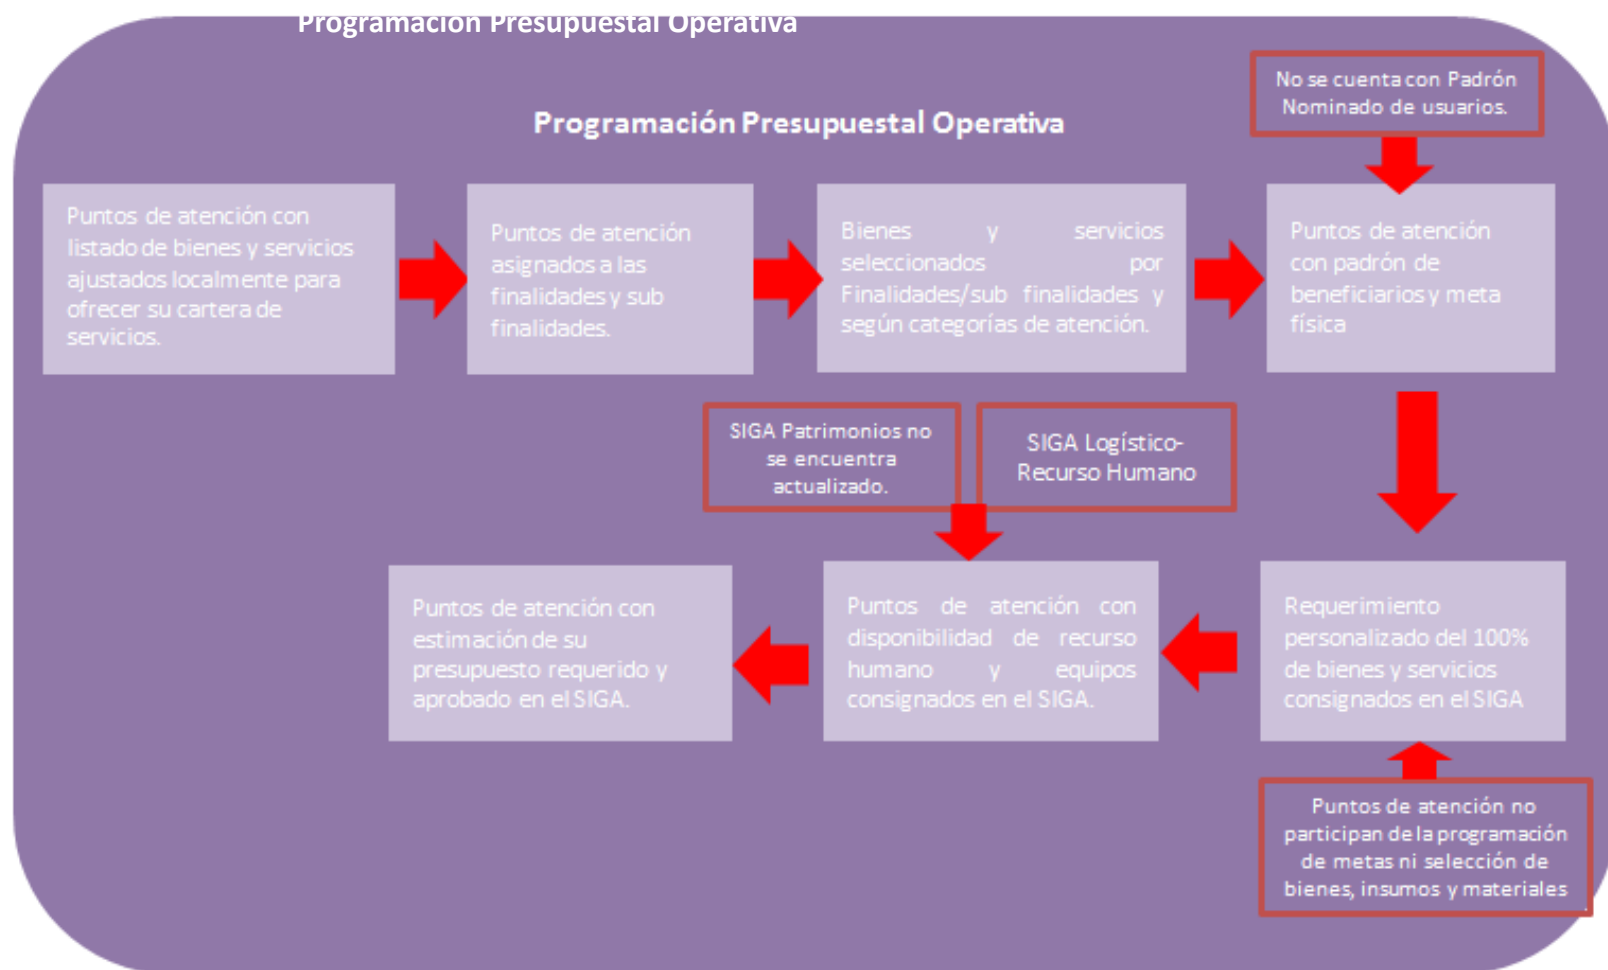 Programación Presupuestal Operativa
Programación Presupuestal Operativa
No se cuenta con Padrón
Nominado de usuarios.
Puntos de atención con
listado de bienes y servicios
ajustados localmente para
ofrecer su cartera de
servicios.
Puntos de atención
asignados a las
finalidades y sub
finalidades.
Bienes y servicios
seleccionados por
Finalidades/sub finalidades y
según categorías de atención.
Puntos de atención
con padrón de
beneficiarios y meta
física
SIGA Patrimonios no
se encuentra
actualizado.
SIGA Logístico-
Recurso Humano
Puntos de atención con
estimación de su
presupuesto requerido y
aprobado en el SIGA.
Puntos de atención con
disponibilidad de recurso
humano y equipos
consignados en el SIGA.
Requerimiento
personalizado del 100%
de bienes y servicios
consignados en el SIGA
Puntos de atención no
participan de la programación
de metas ni selección de
bienes, insumos y materiales